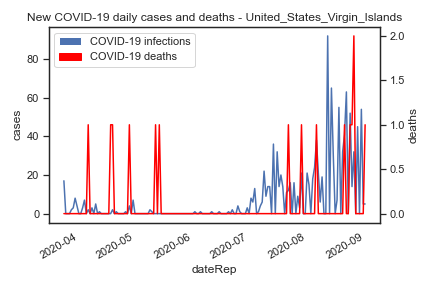 New COVID-19 daily cases and deaths - United_States_Virgin_Islands
COVID-19 infections
COVID-19 deaths
80
60
40
20
0
cases
2.0
1.5
1.0
0.5
0.0
deaths
2020-04
2020-05
2020-06
2020-07
2020-08
2020-09
dateRep